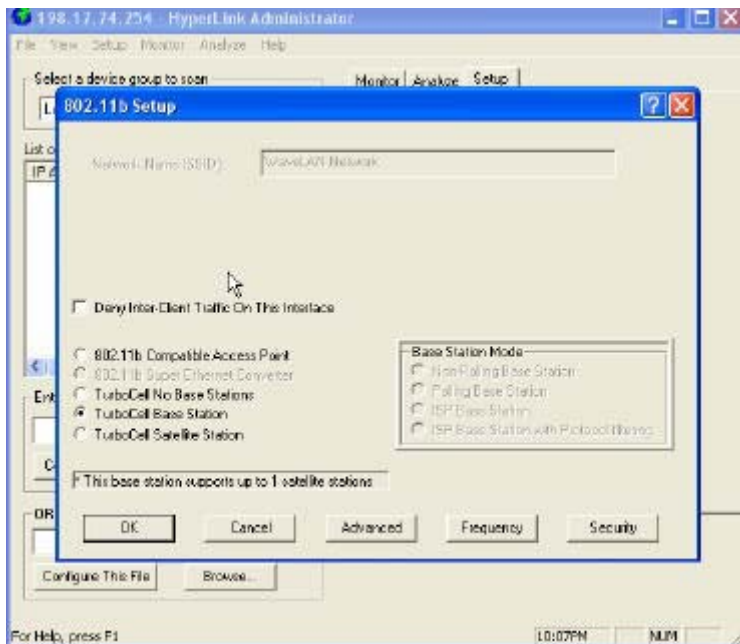 198.17.74.254 - HyperLink Administrator
File View Setup Monitor Analyze Help
Select a device group to scan
Monitor Analyze Setup
802.11b Setup
List o
IP A
Network Name (SSID)
WaveLAN Network
Deny Inter-Client Traffic On This Interface
802.11b Compatible Access Point
802.11b Super Ethernet Converter
TurboCell No Base Stations
TurboCell Base Station
TurboCell Satellite Station
Base Station Mode
Non-Polling Base Station
Polling Base Station
ISP Base Station
ISP Base Station with Protocol Filtering
Ent
* This base station supports up to 1 satellite stations
OR
OK Cancel Advanced Frequency Security
Configure This File Browse...
For Help, press F1
10:07PM NUM